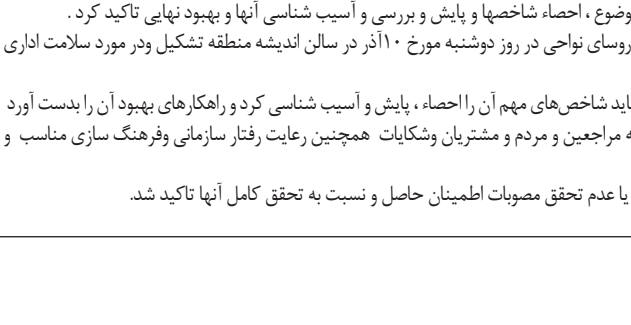 وضوع ، احصاء شاخصها و پایش و بررسی و آسیب شناسی آنها و بهبود نهایی تاکید کرد .
روسای نواحی در روز دوشنبه مورخ ۱۰آذر در سالن اندیشه منطقه تشکیل ودر مورد سلامت اداری
باید شاخص‌های مهم آن را احصاء ، پایش و آسیب شناسی کرد و راهکارهای بهبود آن را بدست آورد
ه مراجعین و مردم و مشتریان وشکایات همچنین رعایت رفتار سازمانی وفرهنگ سازی مناسب و
یا عدم تحقق مصوبات اطمینان حاصل و نسبت به تحقق کامل آنها تاکید شد.